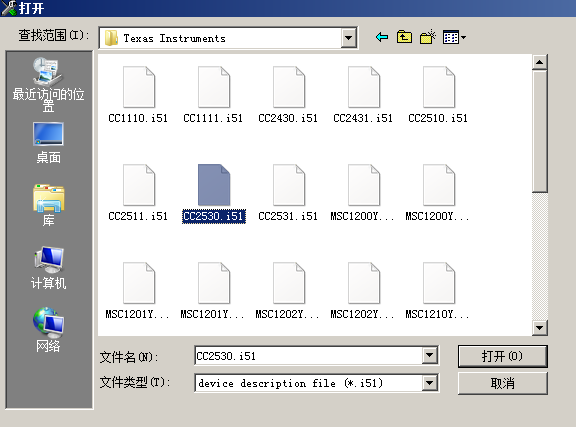 打开
查找范围(I):
Texas Instruments
最近访问的位
置
桌面
库
计算机
网络
CC1110.i51
CC1111.i51
CC2430.i51
CC2431.i51
CC2510.i51
CC2511.i51
CC2530.i51
CC2531.i51
MSC1200Y...
MSC1200Y...
MSC1201Y...
MSC1201Y...
MSC1202Y...
MSC1202Y...
MSC1210Y...
文件名(N):
CC2530.i51
打开(O)
文件类型(T):
device description file (*.i51)
取消